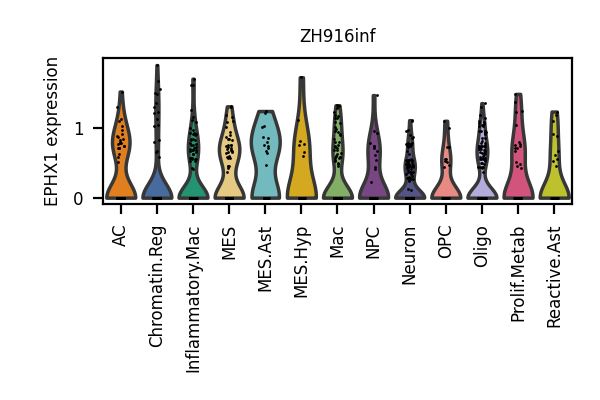 ZH916inf
EPHX1 expression
1
0
AC
Chromatin.Reg
Inflammatory.Mac
MES
MES.Ast
MES.Hyp
Mac
NPC
Neuron
OPC
Oligo
Prolif.Metab
Reactive.Ast